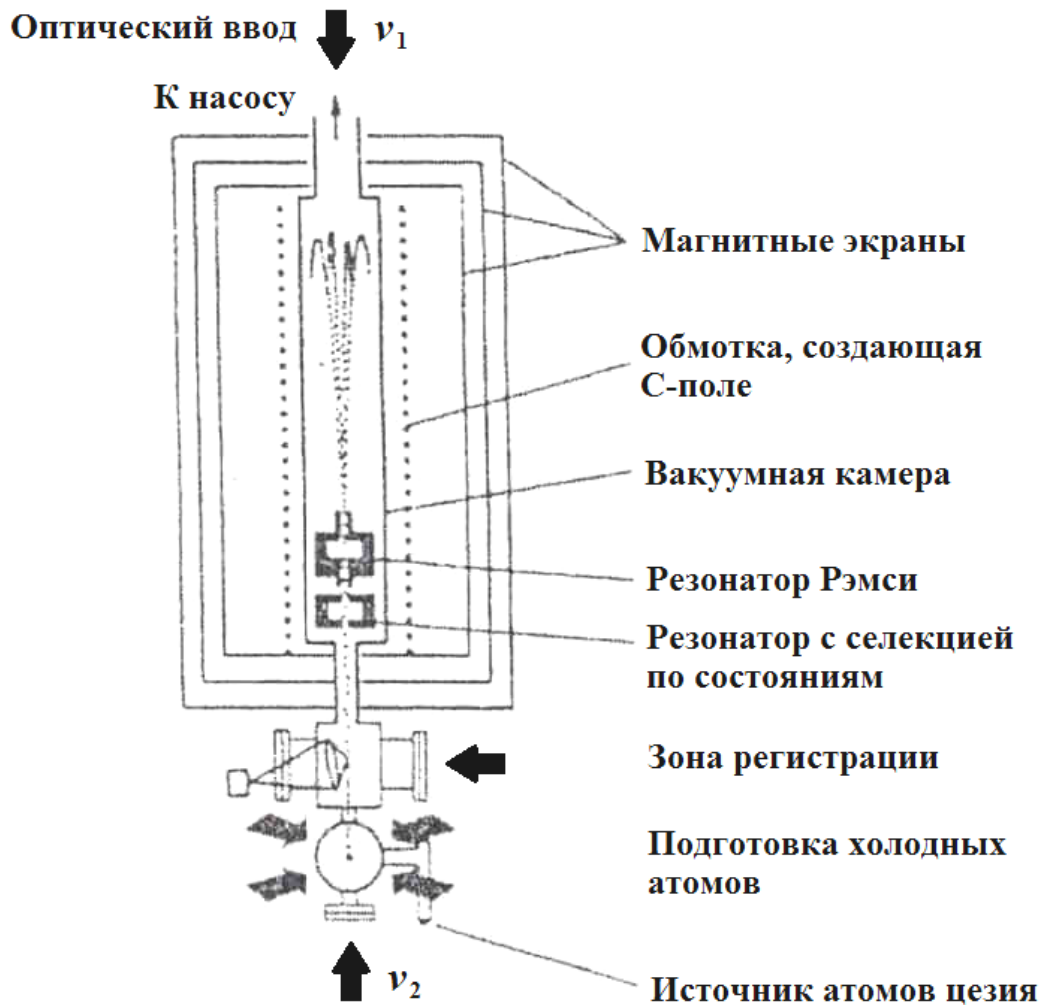 Оптический ввод
ν₁
К насосу
Магнитные экраны
Обмотка, создающая
С-поле
Вакуумная камера
Резонатор Рэмси
Резонатор с селекцией
по состояниям
Зона регистрации
Подготовка холодных
атомов
ν₂
Источник атомов цезия